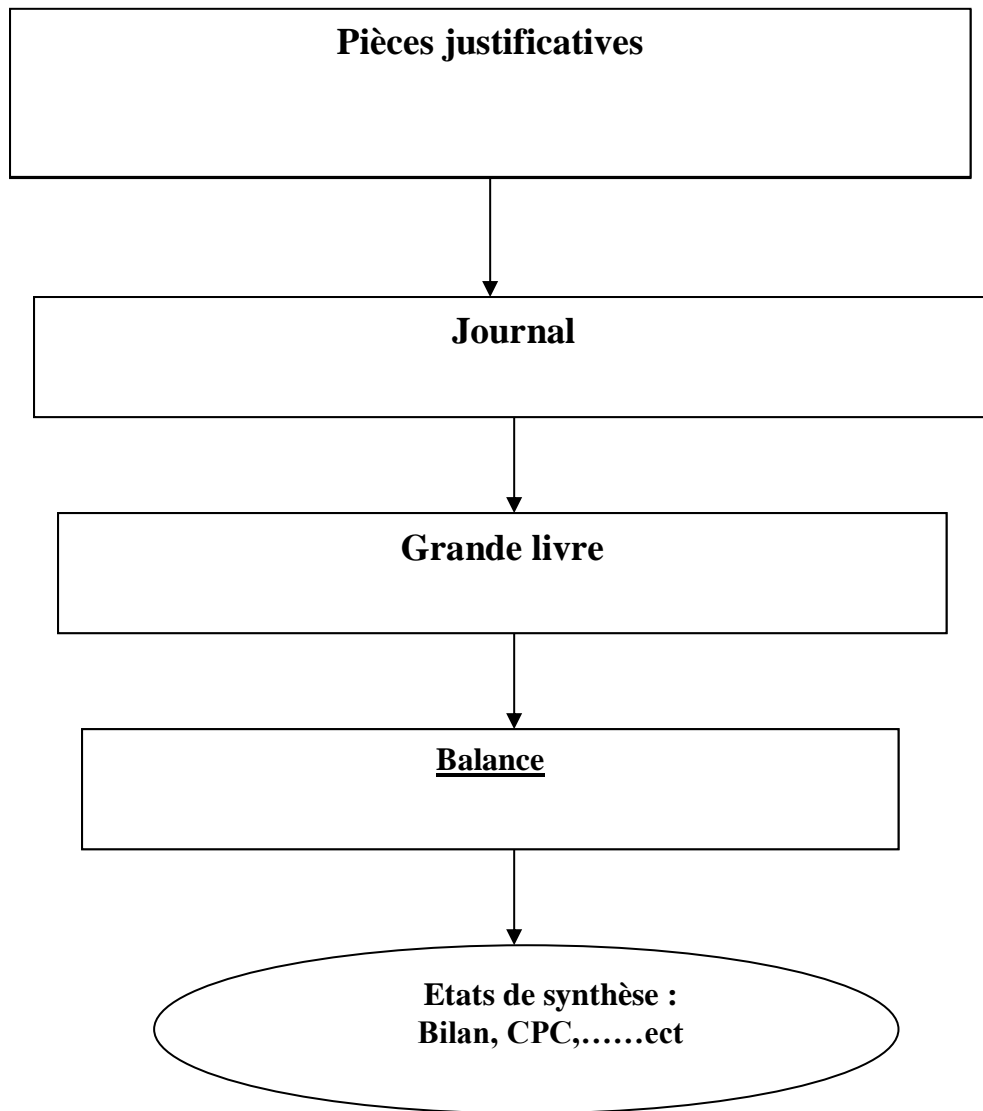 Pièces justificatives
Journal
Grande livre
Balance
Etats de synthèse :
Bilan, CPC,......ect